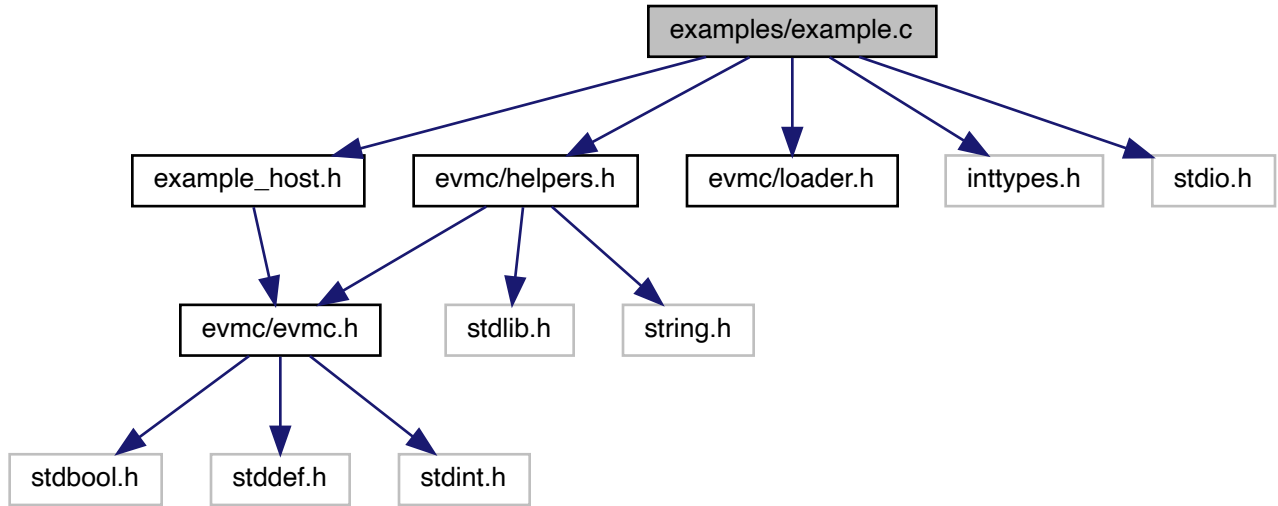 examples/example.c
example_host.h
evmc/helpers.h
evmc/loader.h
inttypes.h
stdio.h
evmc/evmc.h
stdlib.h
string.h
stdbool.h
stddef.h
stdint.h